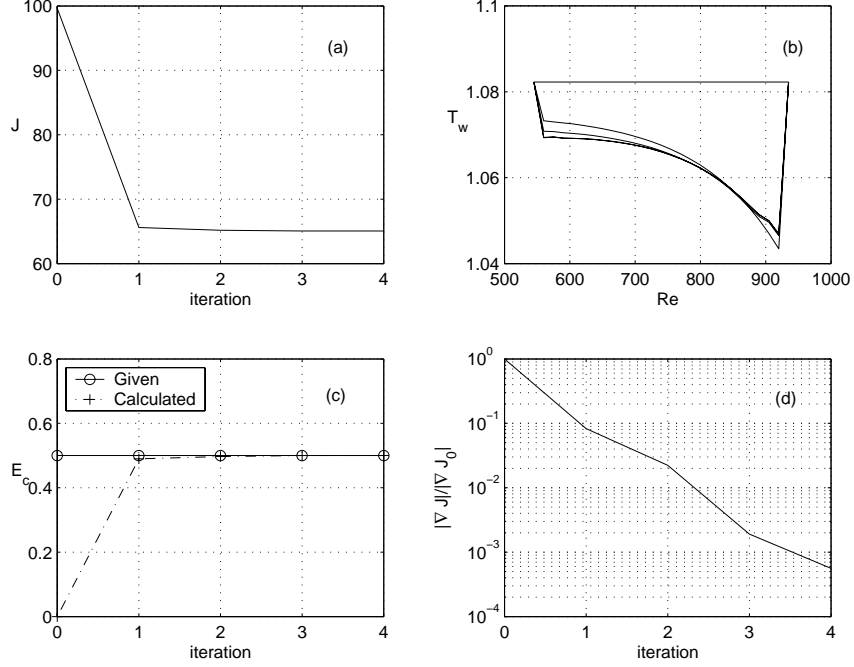 100
90
80
70
60
J
(a)
0 1 2 3 4
iteration
1.1
1.08
1.06
1.04
T_w
(b)
500 600 700 800 900 1000
Re
0.8
0.6
0.4
0.2
0
E_c
Given
Calculated
(c)
0 1 2 3 4
iteration
10^0
10^-1
10^-2
10^-3
10^-4
|∇ J|/|∇ J_0|
(d)
0 1 2 3 4
iteration